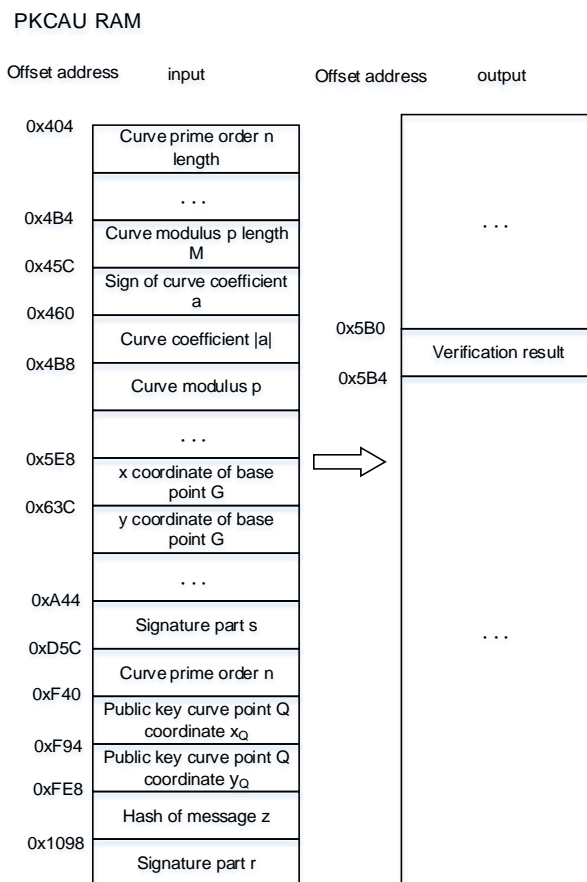 PKCAU RAM
Offset address input Offset address output
0x404
Curve prime order n
length
. . .
0x4B4
Curve modulus p length
M
0x45C
Sign of curve coefficient
a
0x460
Curve coefficient |a|
0x4B8
Curve modulus p
. . .
0x5E8
x coordinate of base
point G
0x63C
y coordinate of base
point G
. . .
0xA44
Signature part s
0xD5C
Curve prime order n
0xF40
Public key curve point Q
coordinate xQ
0xF94
Public key curve point Q
coordinate yQ
0xFE8
Hash of message z
0x1098
Signature part r
. . .
0x5B0
Verification result
0x5B4
. . .